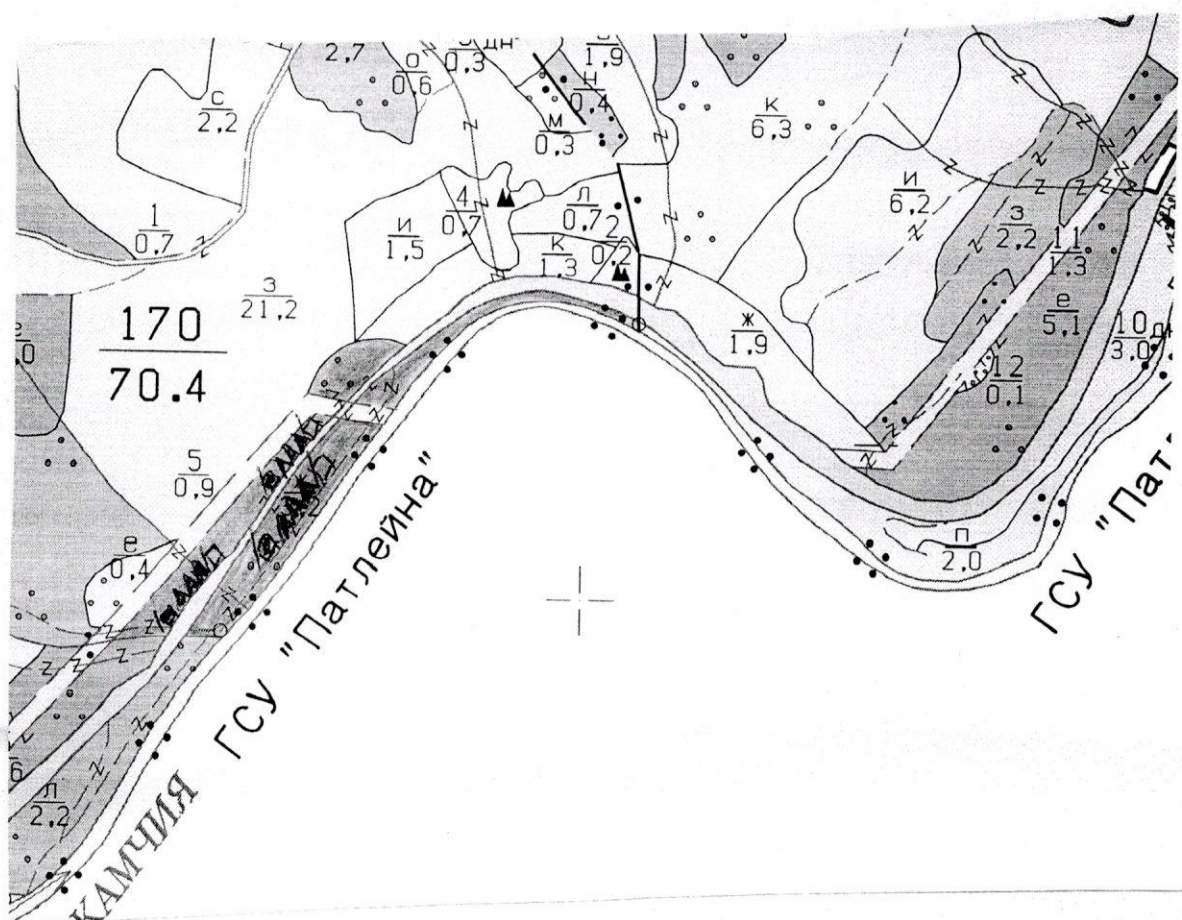 2,7
о
0,6
0,3
дн
1,9
н
0,4
м
0,3
с
2,2
к
6,3
и
6,2
з
2,2
11
1,3
е
5,1
10
3,0
12
0,1
1
0,7
4
0,7
и
1,5
л
0,7
2
0,2
к
1,3
з
21,2
170
70.4
ж
1,9
5
0,9
е
0,4
п
2,0
л
2,2
ГСУ "Патлейна"
ГСУ "Пат
КАМЧИЯ